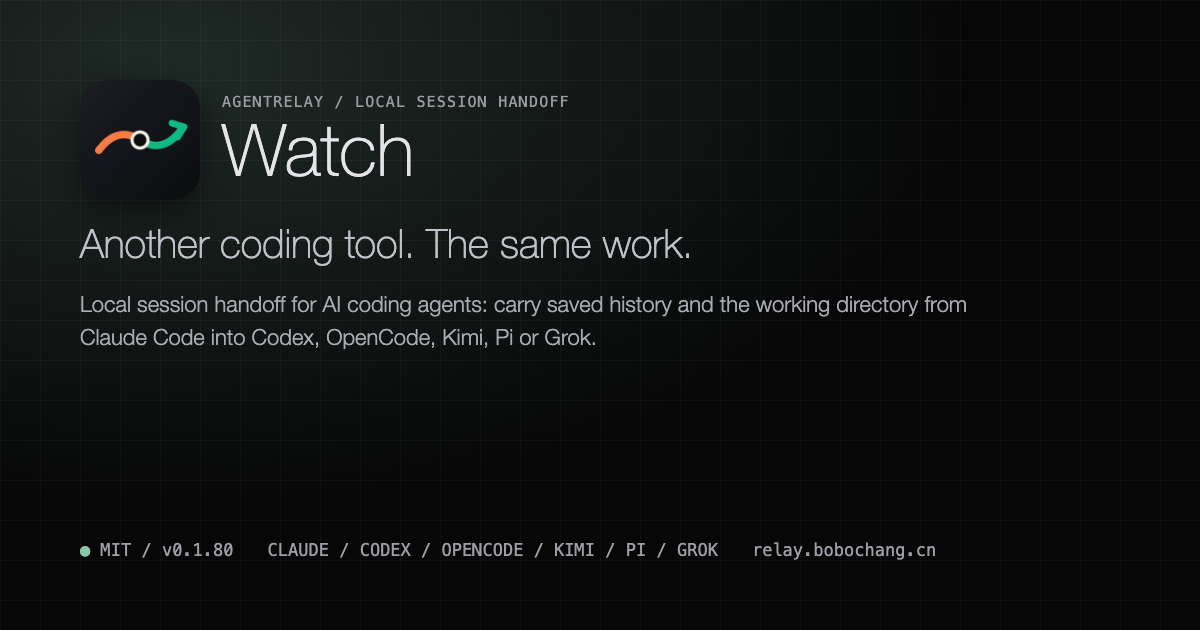 AGENTRELAY / LOCAL SESSION HANDOFF
Watch
Another coding tool. The same work.
Local session handoff for AI coding agents: carry saved history and the working directory from
Claude Code into Codex, OpenCode, Kimi, Pi or Grok.
MIT / v0.1.80 CLAUDE / CODEX / OPENCODE / KIMI / PI / GROK relay.bobochang.cn